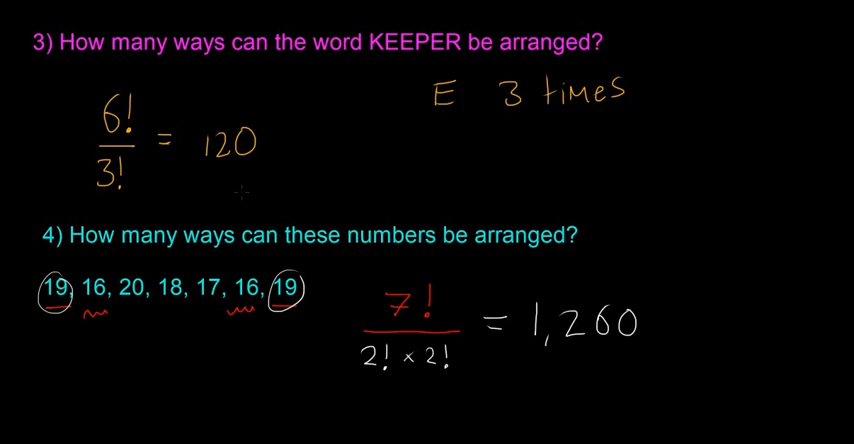 3) How many ways can the word KEEPER be arranged?
E 3 times
6!
3!
= 120
4) How many ways can these numbers be arranged?
19, 16, 20, 18, 17, 16, 19
7!
2! × 2!
= 1,260